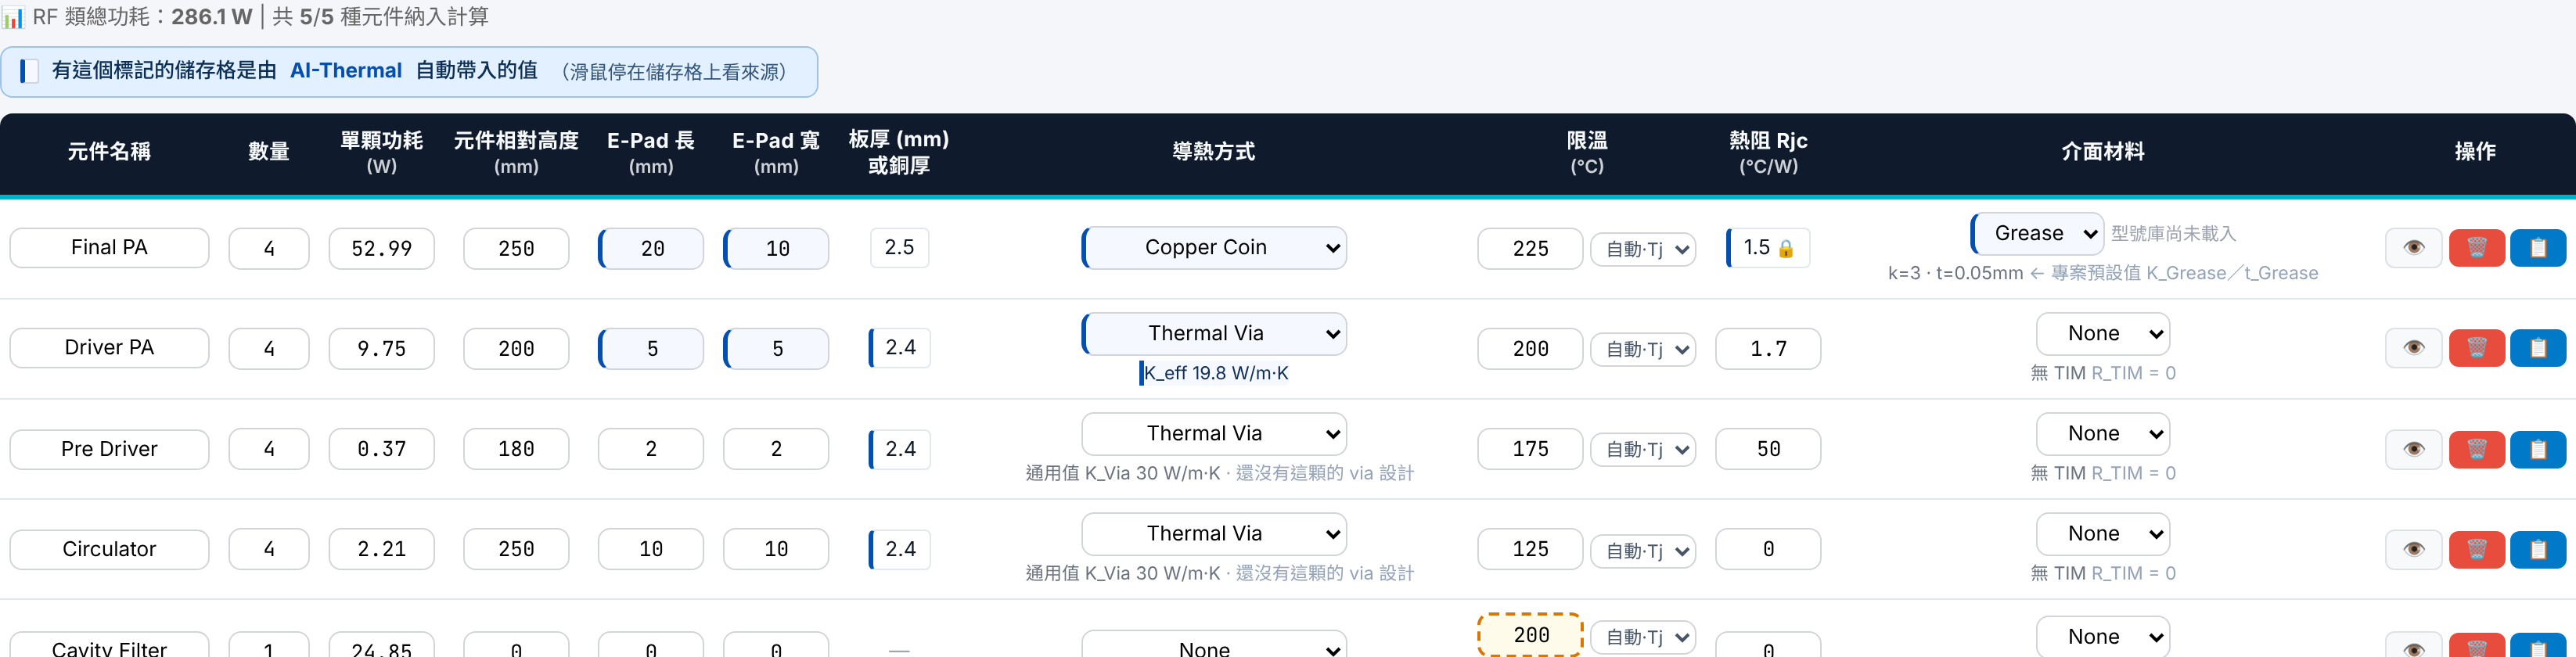 RF 類總功耗：286.1 W | 共 5/5 種元件納入計算
有這個標記的儲存格是由 AI-Thermal 自動帶入的值 （滑鼠停在儲存格上看來源）
元件名稱 數量 單顆功耗 (W) 元件相對高度 (mm) E-Pad 長 (mm) E-Pad 寬 (mm) 板厚 (mm) 或銅厚 導熱方式 限溫 (°C) 熱阻 Rjc (°C/W) 介面材料 操作
Final PA 4 52.99 250 20 10 2.5 Copper Coin 225 自動·Tj 1.5 Grease 型號庫尚未載入
k=3 · t=0.05mm ← 專案預設值 K_Grease／t_Grease
Driver PA 4 9.75 200 5 5 2.4 Thermal Via 200 自動·Tj 1.7 None
K_eff 19.8 W/m·K 無 TIM R_TIM = 0
Pre Driver 4 0.37 180 2 2 2.4 Thermal Via 175 自動·Tj 50 None
通用值 K_Via 30 W/m·K · 還沒有這顆的 via 設計 無 TIM R_TIM = 0
Circulator 4 2.21 250 10 10 2.4 Thermal Via 125 自動·Tj 0 None
通用值 K_Via 30 W/m·K · 還沒有這顆的 via 設計 無 TIM R_TIM = 0
Cavity Filter 1 24.85 0 0 0 — None 200 自動·Tj 0 None